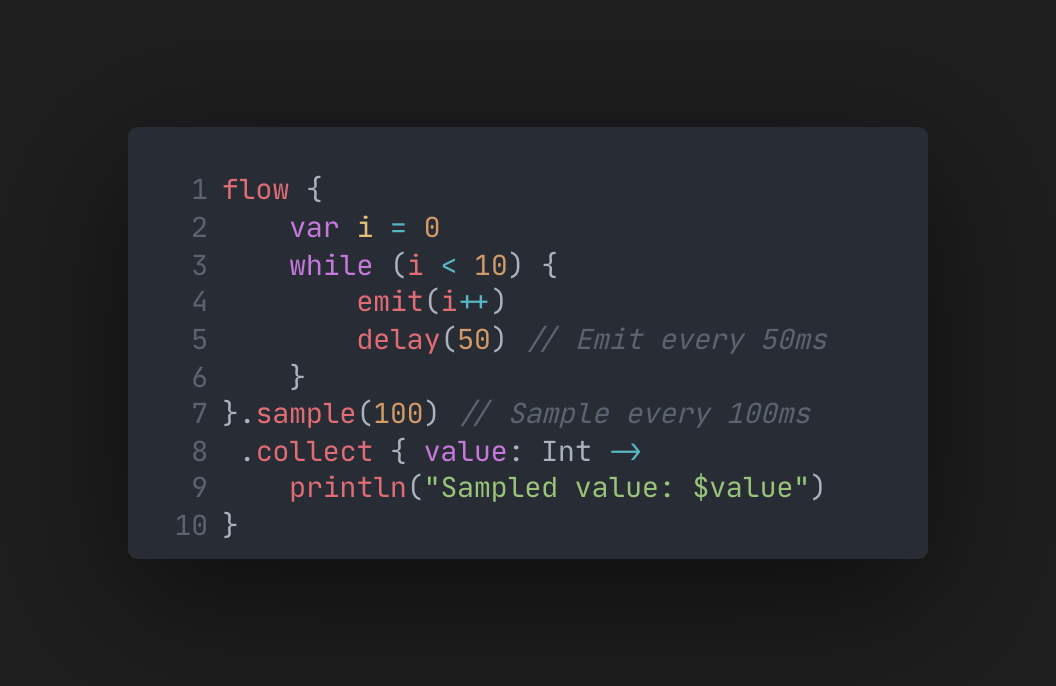 1 flow {
2     var i = 0
3     while (i < 10) {
4         emit(i++)
5         delay(50) // Emit every 50ms
6     }
7 }.sample(100) // Sample every 100ms
8  .collect { value: Int ->
9     println("Sampled value: $value")
10 }